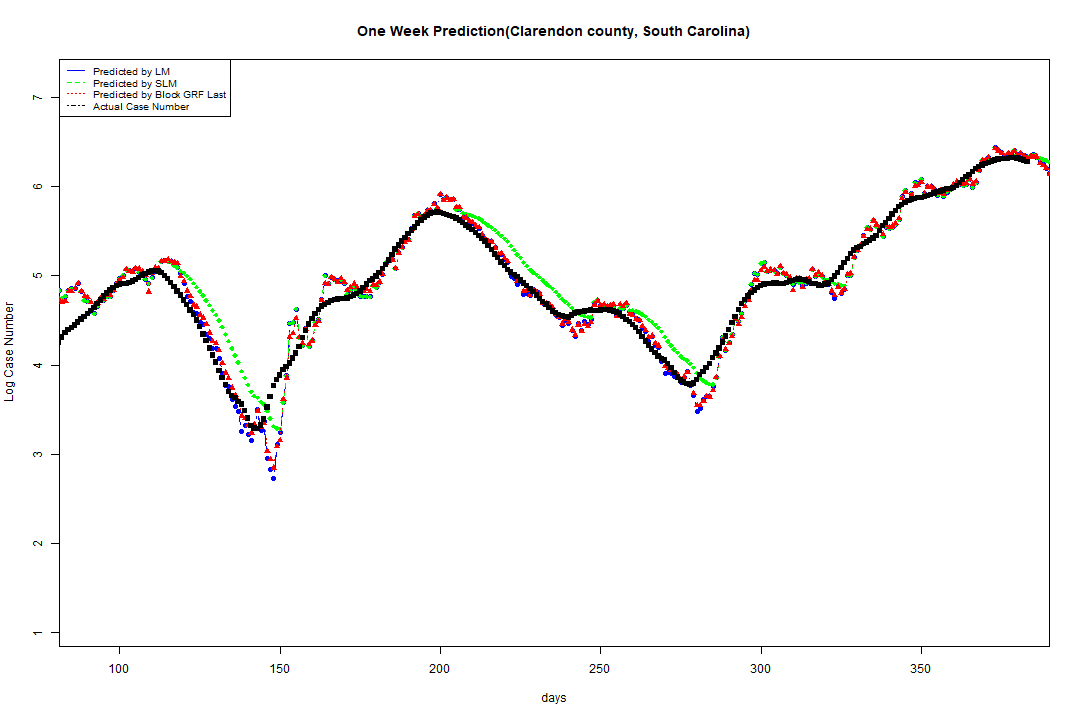 One Week Prediction(Clarendon county, South Carolina)
Predicted by LM
Predicted by SLM
Predicted by Block GRF Last
Actual Case Number
Log Case Number
7
6
5
4
3
2
1
100 150 200 250 300 350
days